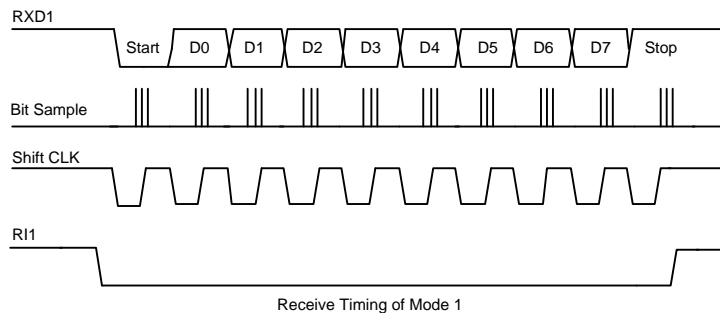 RXD1
Start D0 D1 D2 D3 D4 D5 D6 D7 Stop
Bit Sample
Shift CLK
RI1
Receive Timing of Mode 1